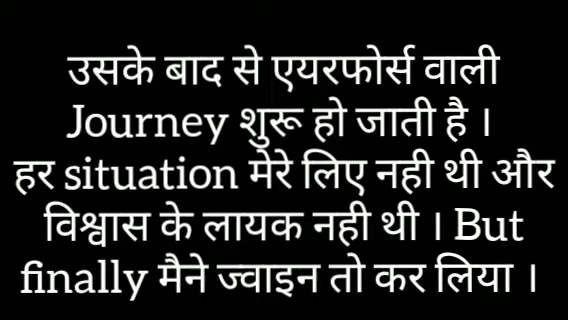 उसके बाद से एयरफोर्स वाली
Journey शुरू हो जाती है ।
हर situation मेरे लिए नही थी और
विश्वास के लायक नही थी । But
finally मैने ज्वाइन तो कर लिया ।